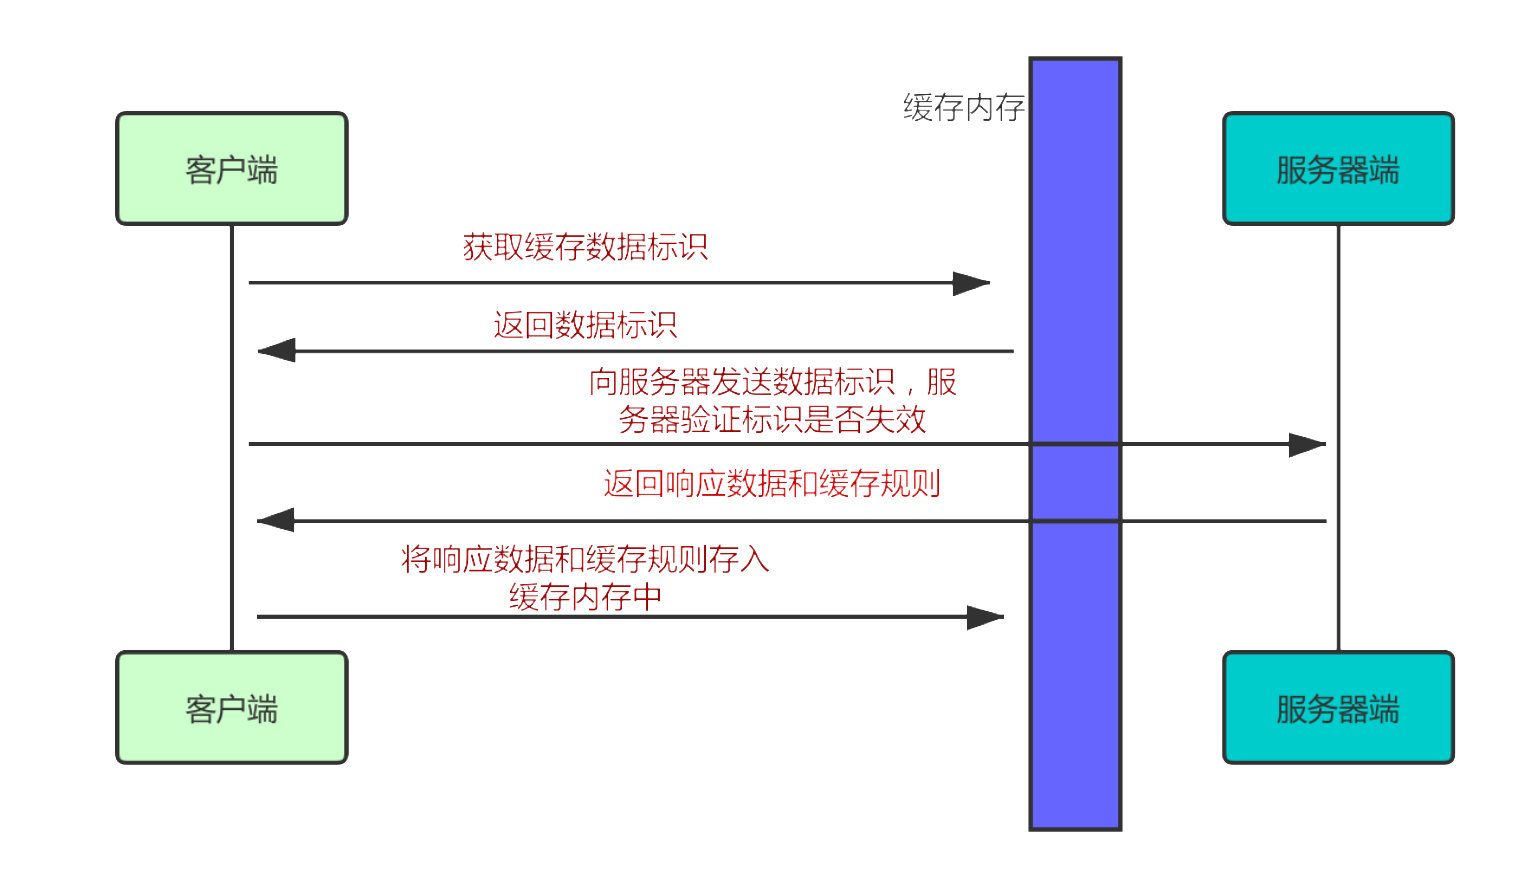 缓存内存
客户端
服务器端
获取缓存数据标识
返回数据标识
向服务器发送数据标识，服
务器验证标识是否失效
返回响应数据和缓存规则
将响应数据和缓存规则存入
缓存内存中
客户端
服务器端